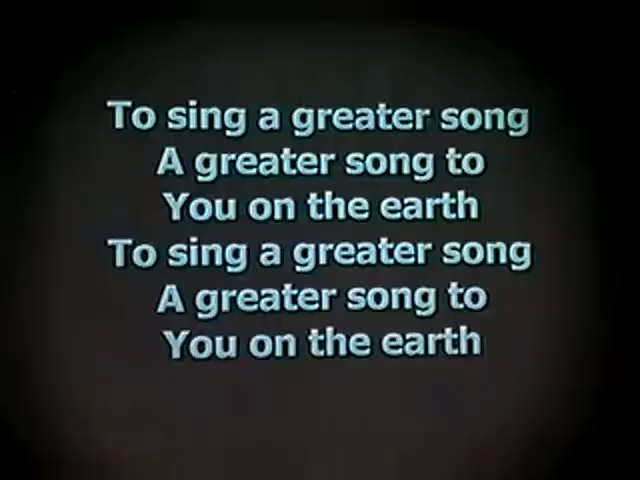 To sing a greater song
A greater song to
You on the earth
To sing a greater song
A greater song to
You on the earth